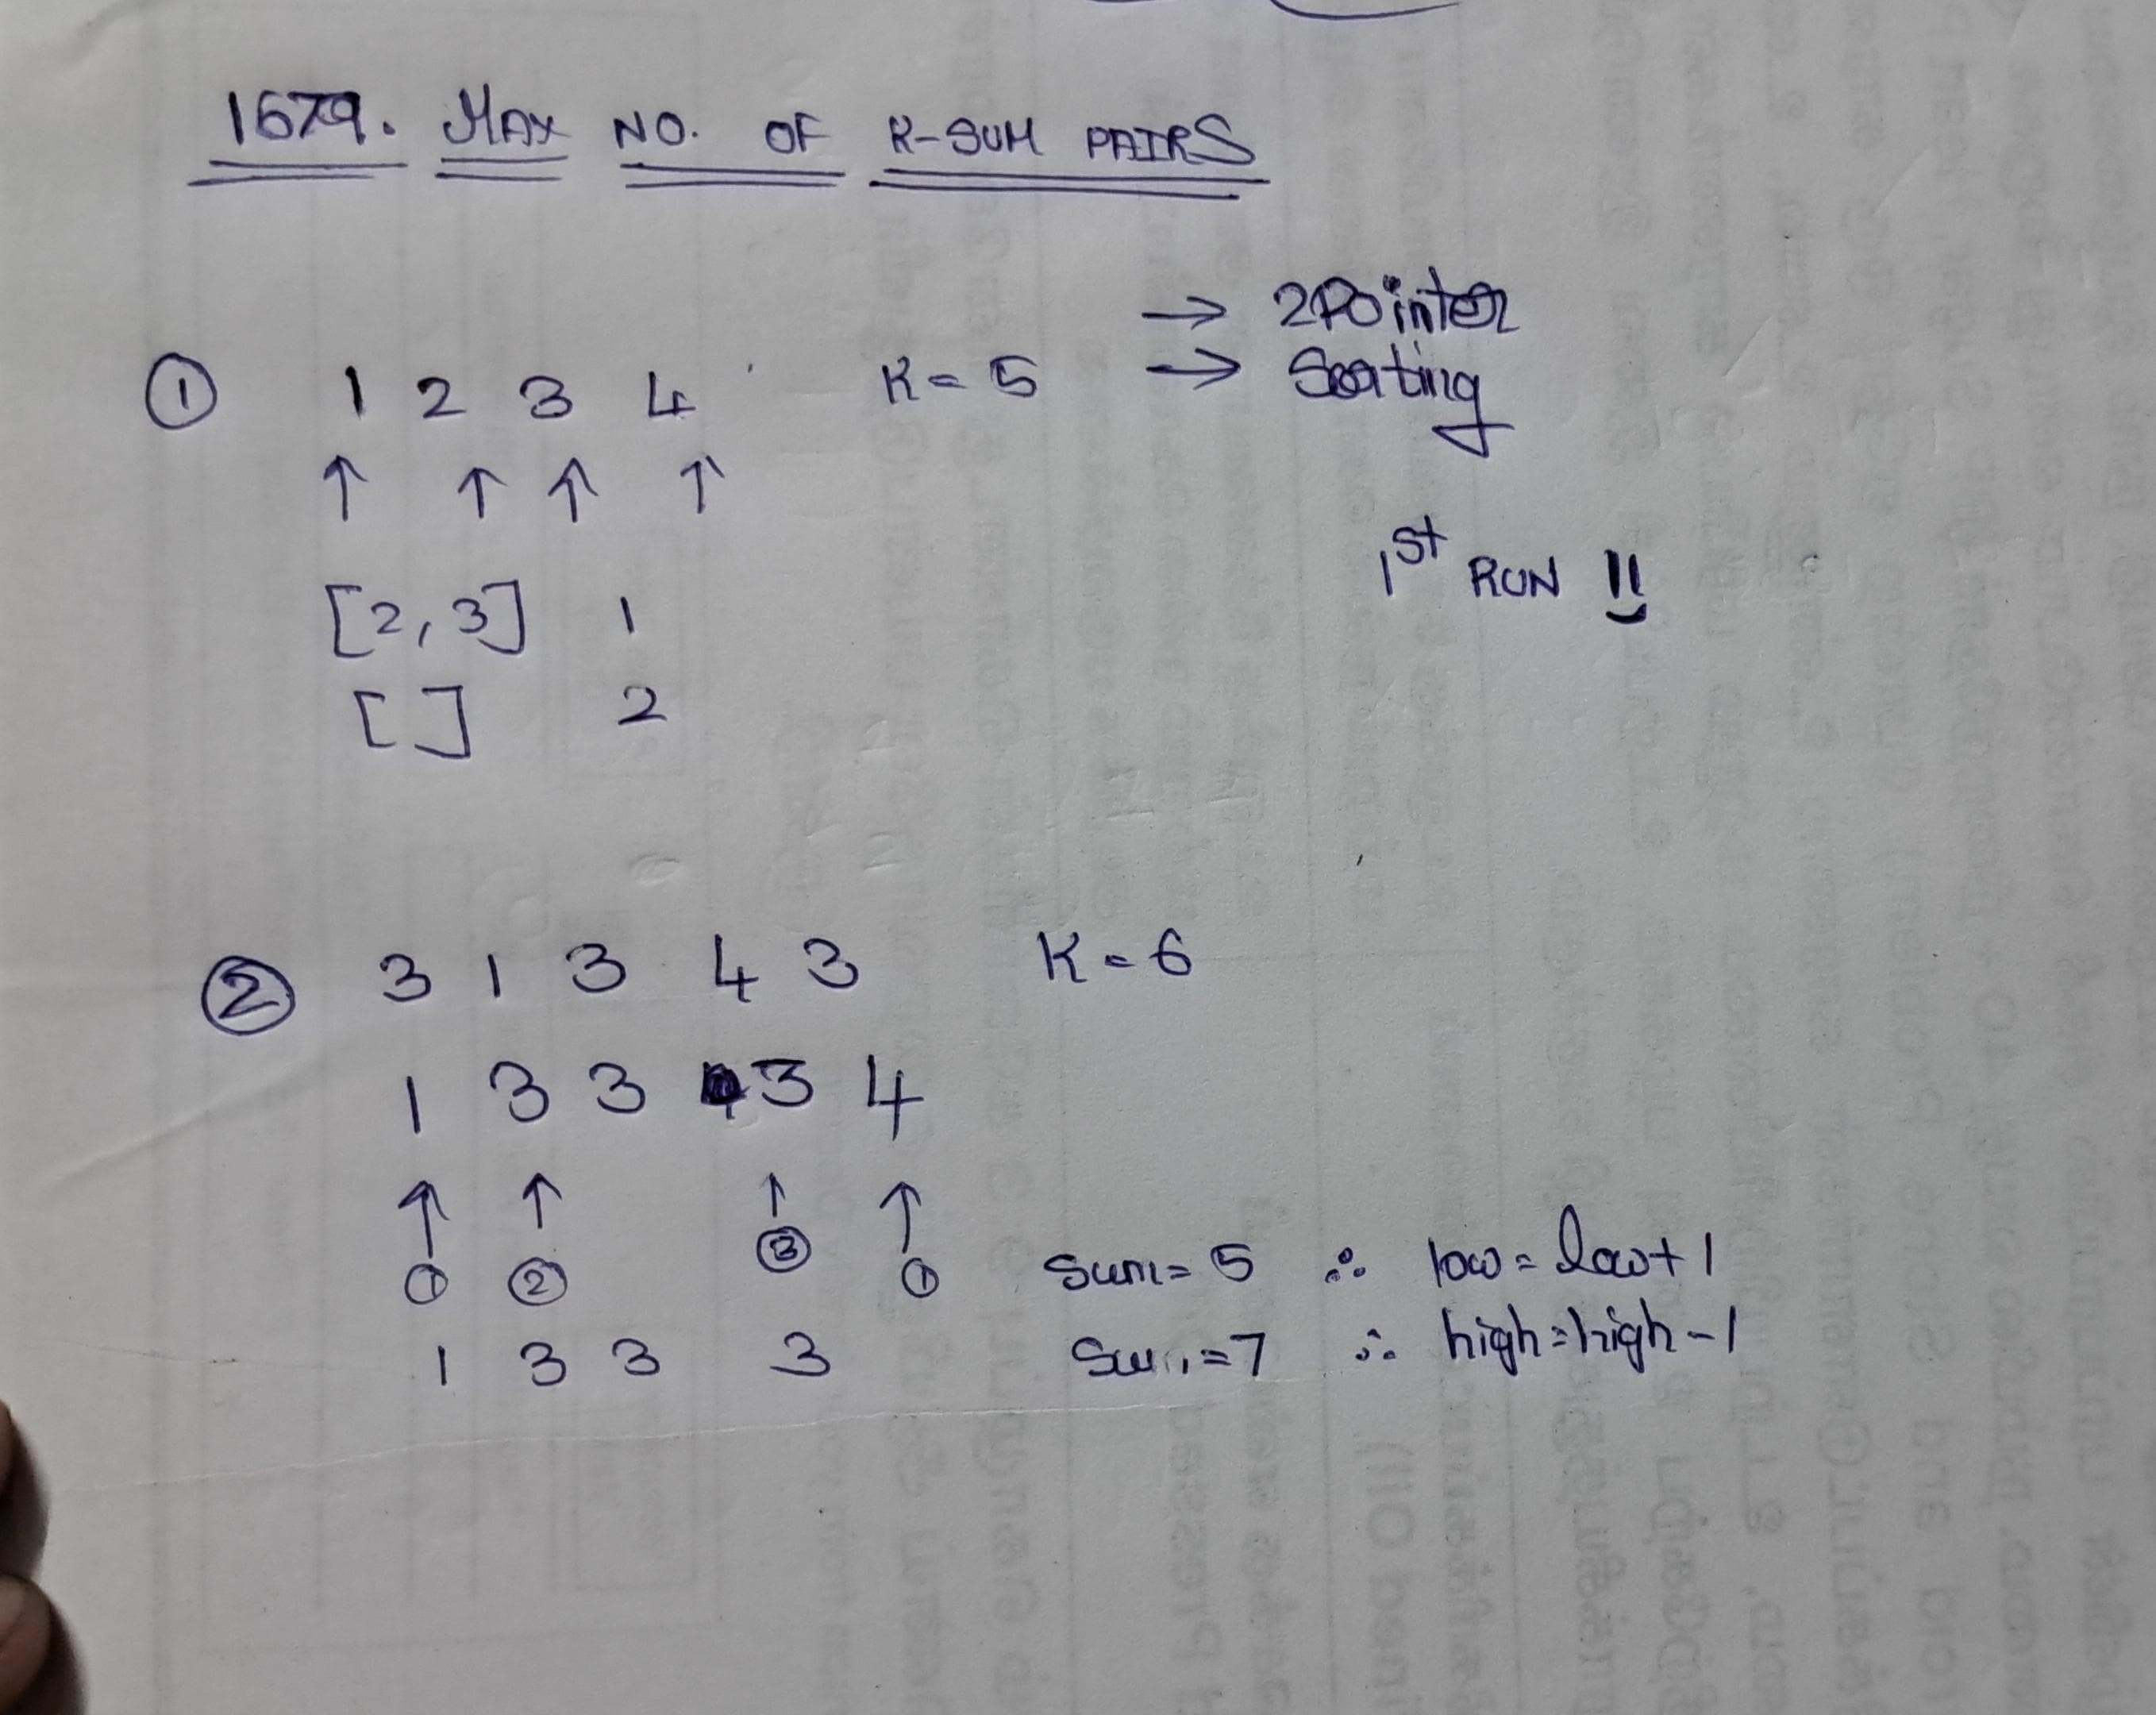 1679. MAX NO. OF K-SUM PAIRS
→ 2Pointer
① 1 2 3 4 K = 5 → Sorting
↑ ↑ ↑ ↑
1st RUN !!
[2,3] 1
[ ] 2
② 3 1 3 4 3 K = 6
1 3 3 3 4
↑ ↑ ↑ ↑
① ② ③ ① Sum = 5 ∴ low = low + 1
1 3 3 3 Sum = 7 ∴ high = high - 1